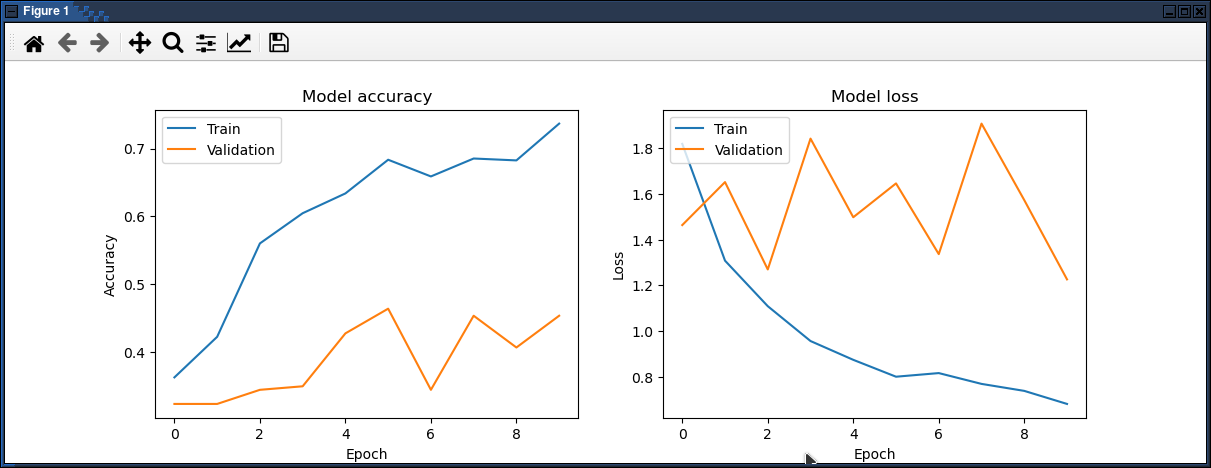 Figure 1
Model accuracy
Train
Validation
0.7
0.6
0.5
0.4
Accuracy
0 2 4 6 8
Epoch
Model loss
Train
Validation
1.8
1.6
1.4
1.2
1.0
0.8
Loss
0 2 4 6 8
Epoch